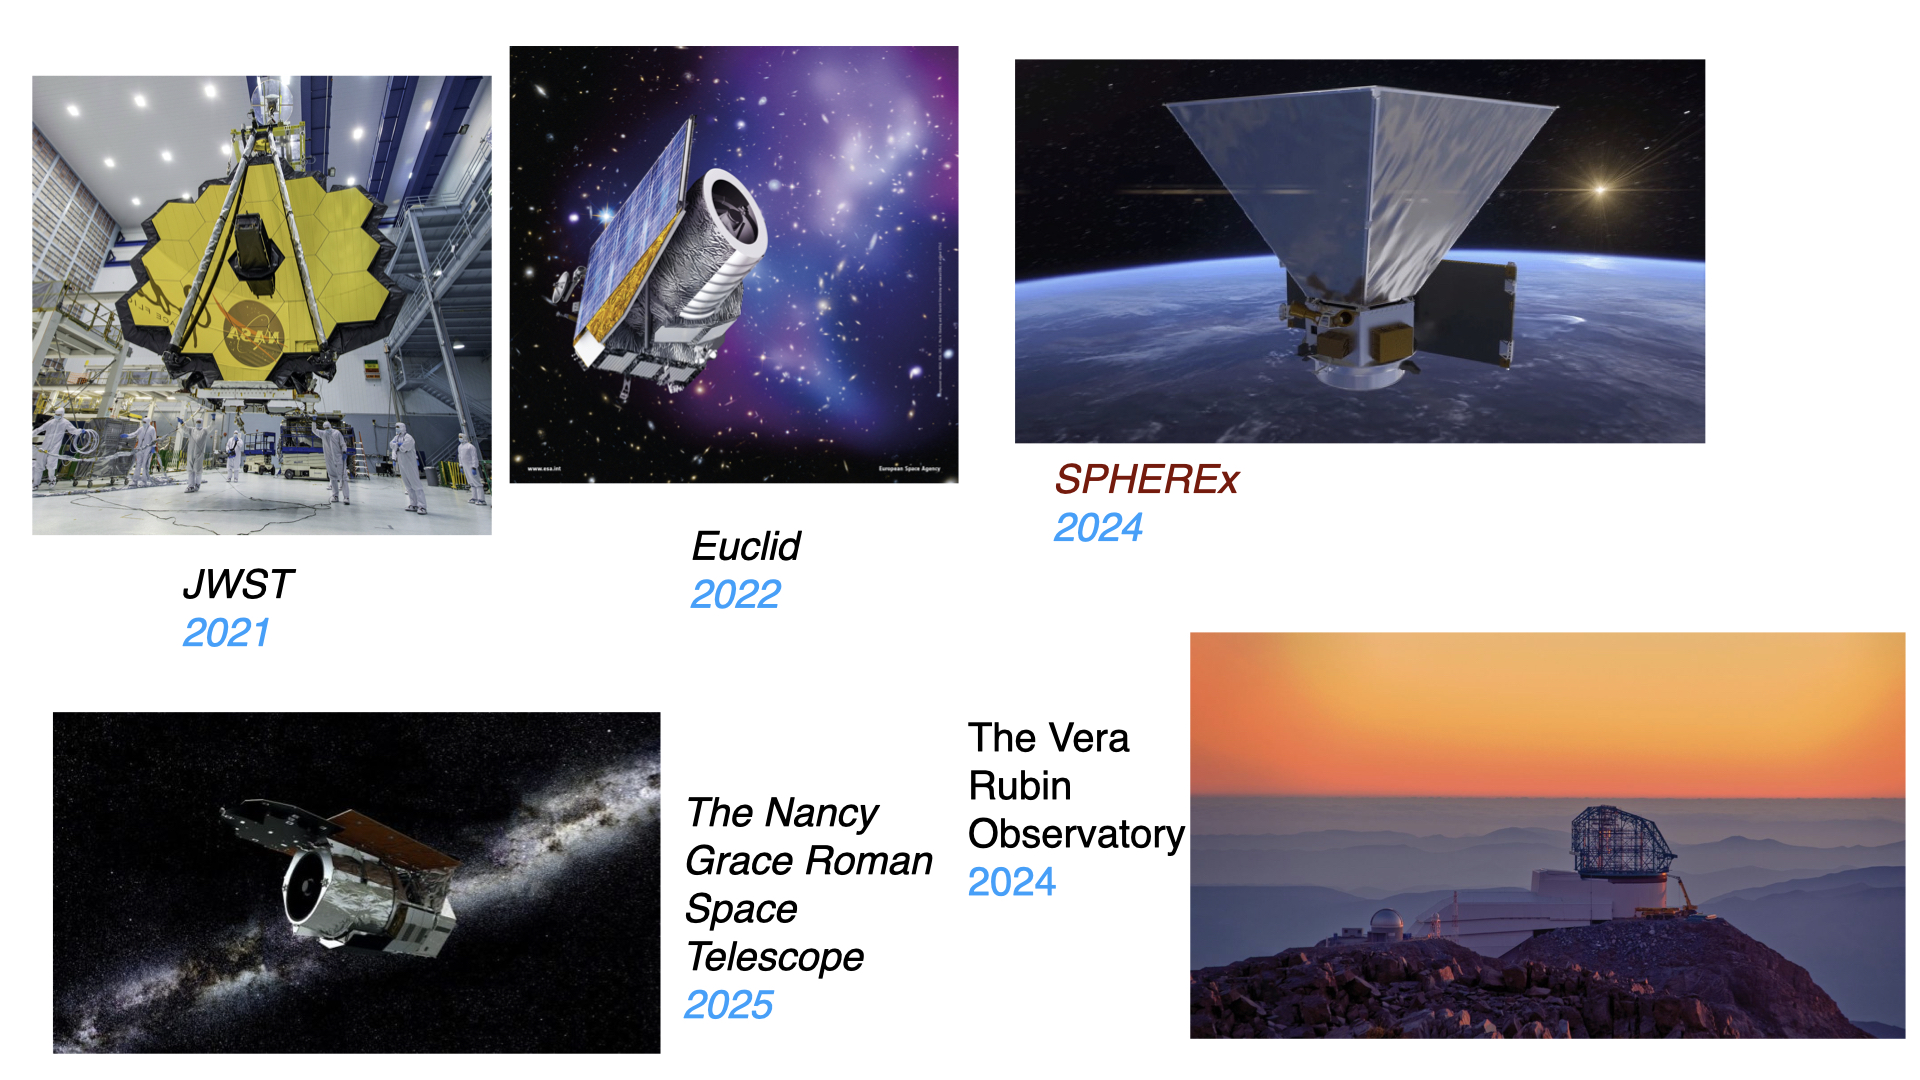 NASA
www.esa.int
European Space Agency
JWST
2021
Euclid
2022
SPHEREx
2024
The Nancy
Grace Roman
Space
Telescope
2025
The Vera
Rubin
Observatory
2024